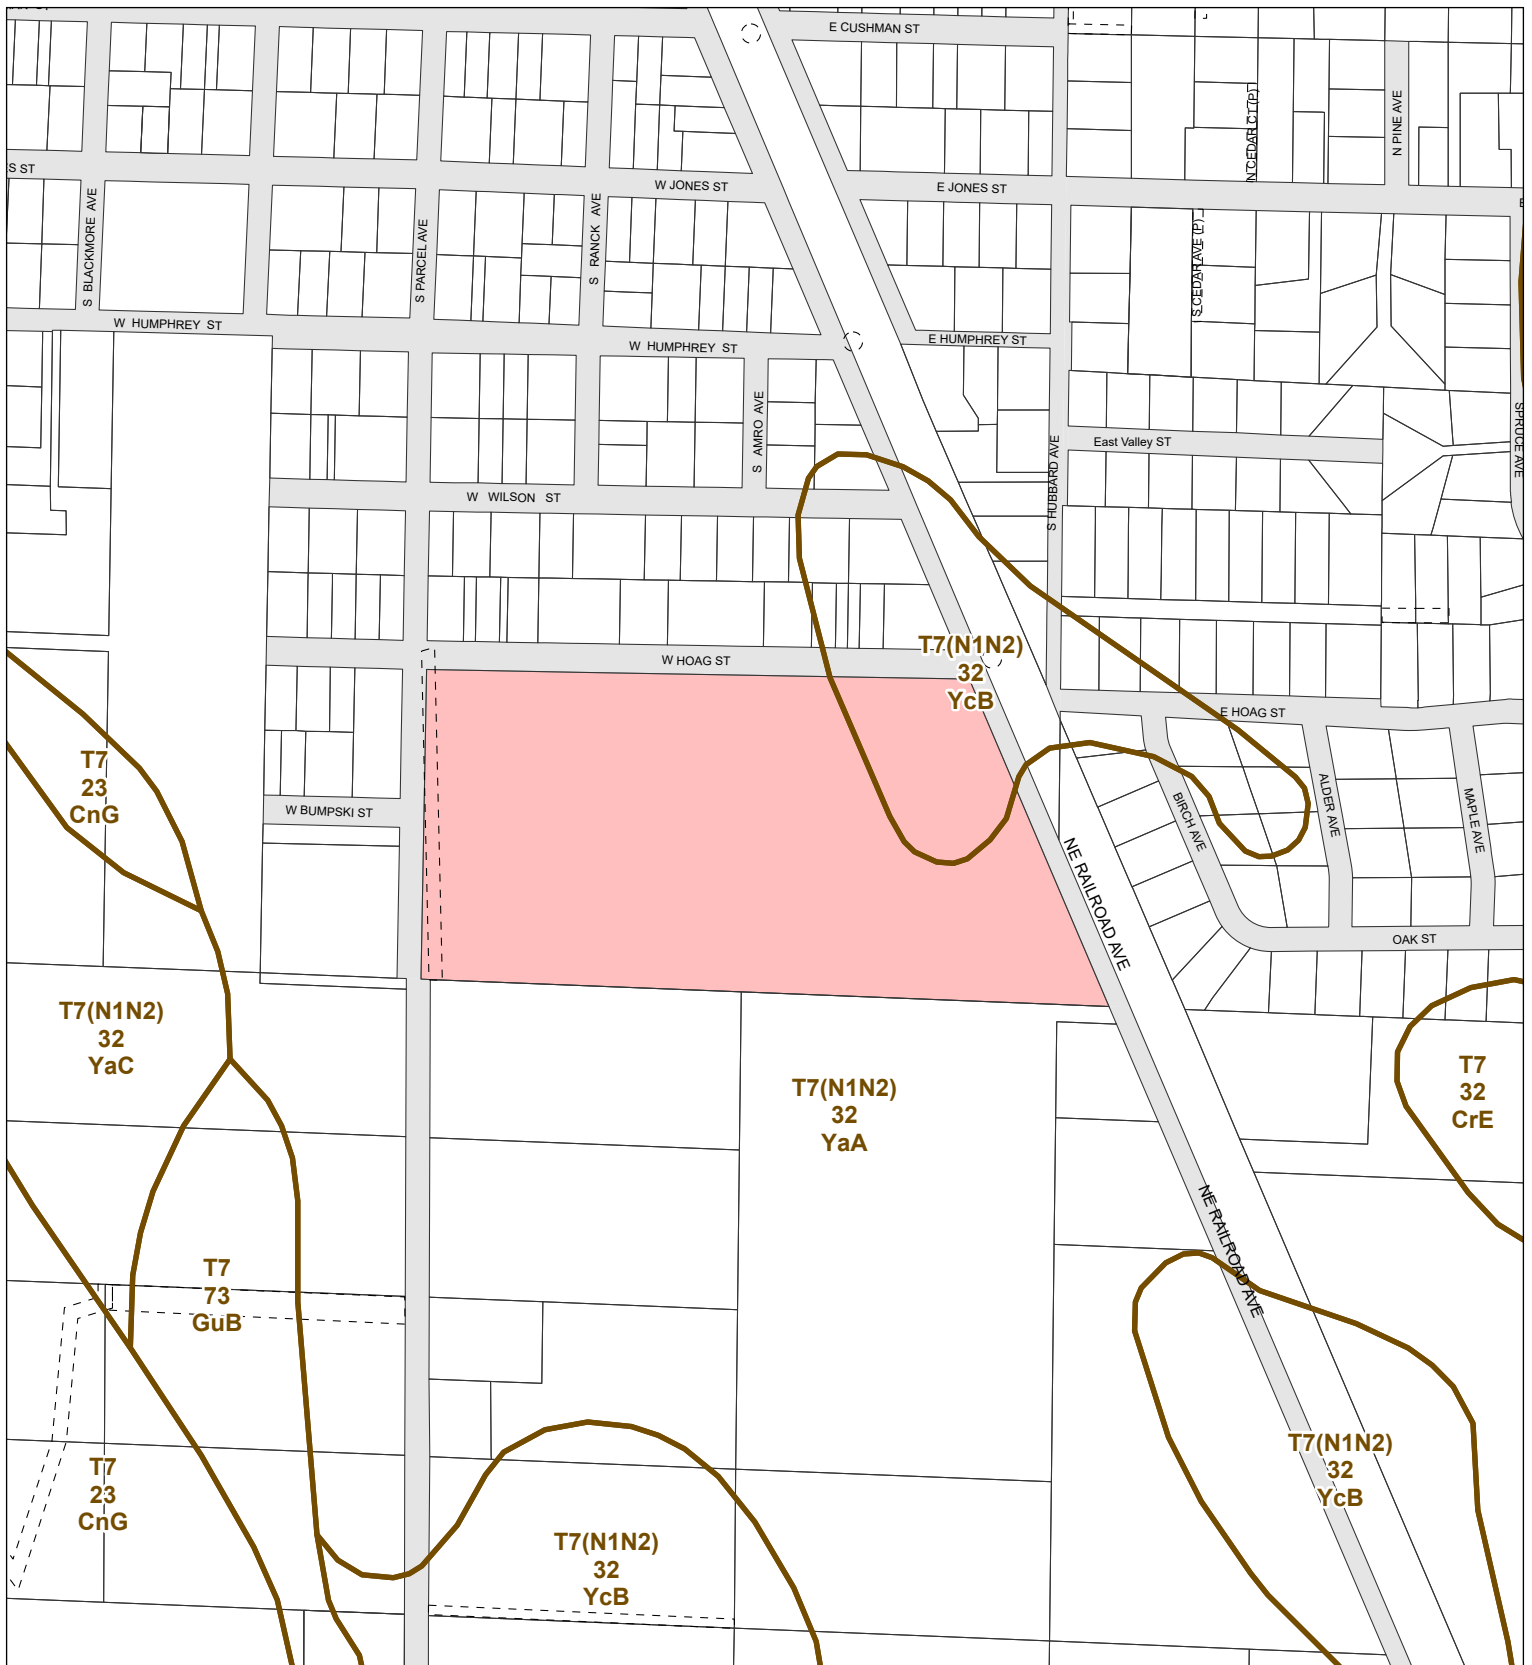 E CUSHMAN ST
N CEDAR CT (P)
N PINE AVE
S ST
W JONES ST
E JONES ST
S BLACKMORE AVE
S PARCEL AVE
S RANCK AVE
S CEDAR AVE (P)
W HUMPHREY ST
W HUMPHREY ST
E HUMPHREY ST
S AMRO AVE
S HUBBARD AVE
East Valley ST
SPRUCE AVE
W WILSON ST
T7(N1N2)
32
YcB
W HOAG ST
E HOAG ST
T7
23
CnG
W BUMPSKI ST
BIRCH AVE
ALDER AVE
MAPLE AVE
NE RAILROAD AVE
OAK ST
T7(N1N2)
32
YaC
T7(N1N2)
32
YaA
T7
32
CrE
NE RAILROAD AVE
T7
73
GuB
T7
23
CnG
T7(N1N2)
32
YcB
T7(N1N2)
32
YcB